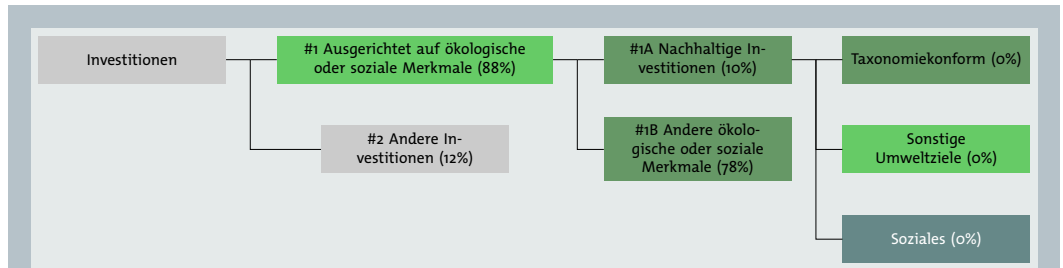 Investitionen
#1 Ausgerichtet auf ökologische
oder soziale Merkmale (88%)
#2 Andere In-
vestitionen (12%)
#1A Nachhaltige In-
vestitionen (10%)
#1B Andere ökolo-
gische oder soziale
Merkmale (78%)
Taxonomiekonform (0%)
Sonstige
Umweltziele (0%)
Soziales (0%)